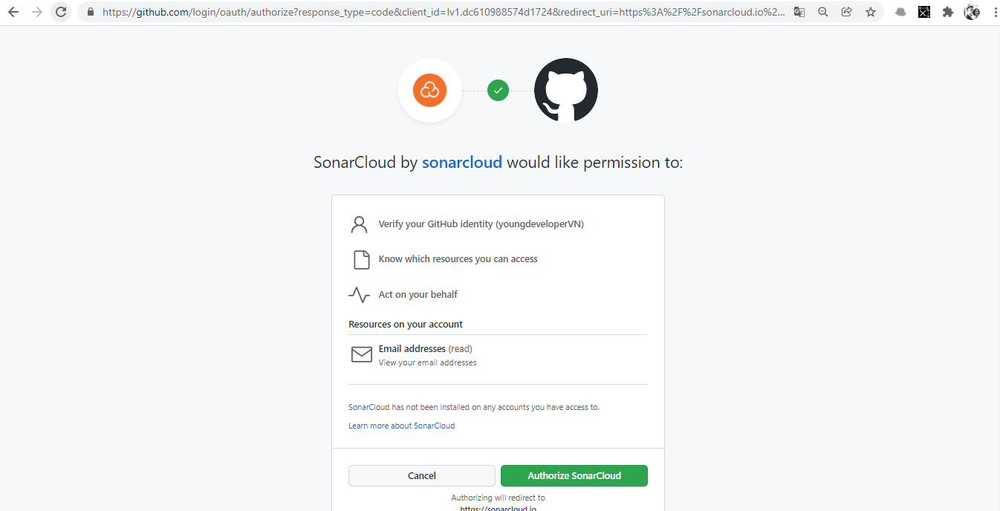 https://github.com/login/oauth/authorize?response_type=code&client_id=Iv1.dc610988574d1724&redirect_uri=https%3A%2F%2Fsonarcloud.io%2...
SonarCloud by sonarcloud would like permission to:
Verify your GitHub identity (youngdeveloperVN)
Know which resources you can access
Act on your behalf
Resources on your account
Email addresses (read)
View your email addresses
SonarCloud has not been installed on any accounts you have access to.
Learn more about SonarCloud
Cancel
Authorize SonarCloud
Authorizing will redirect to
https://sonarcloud.io